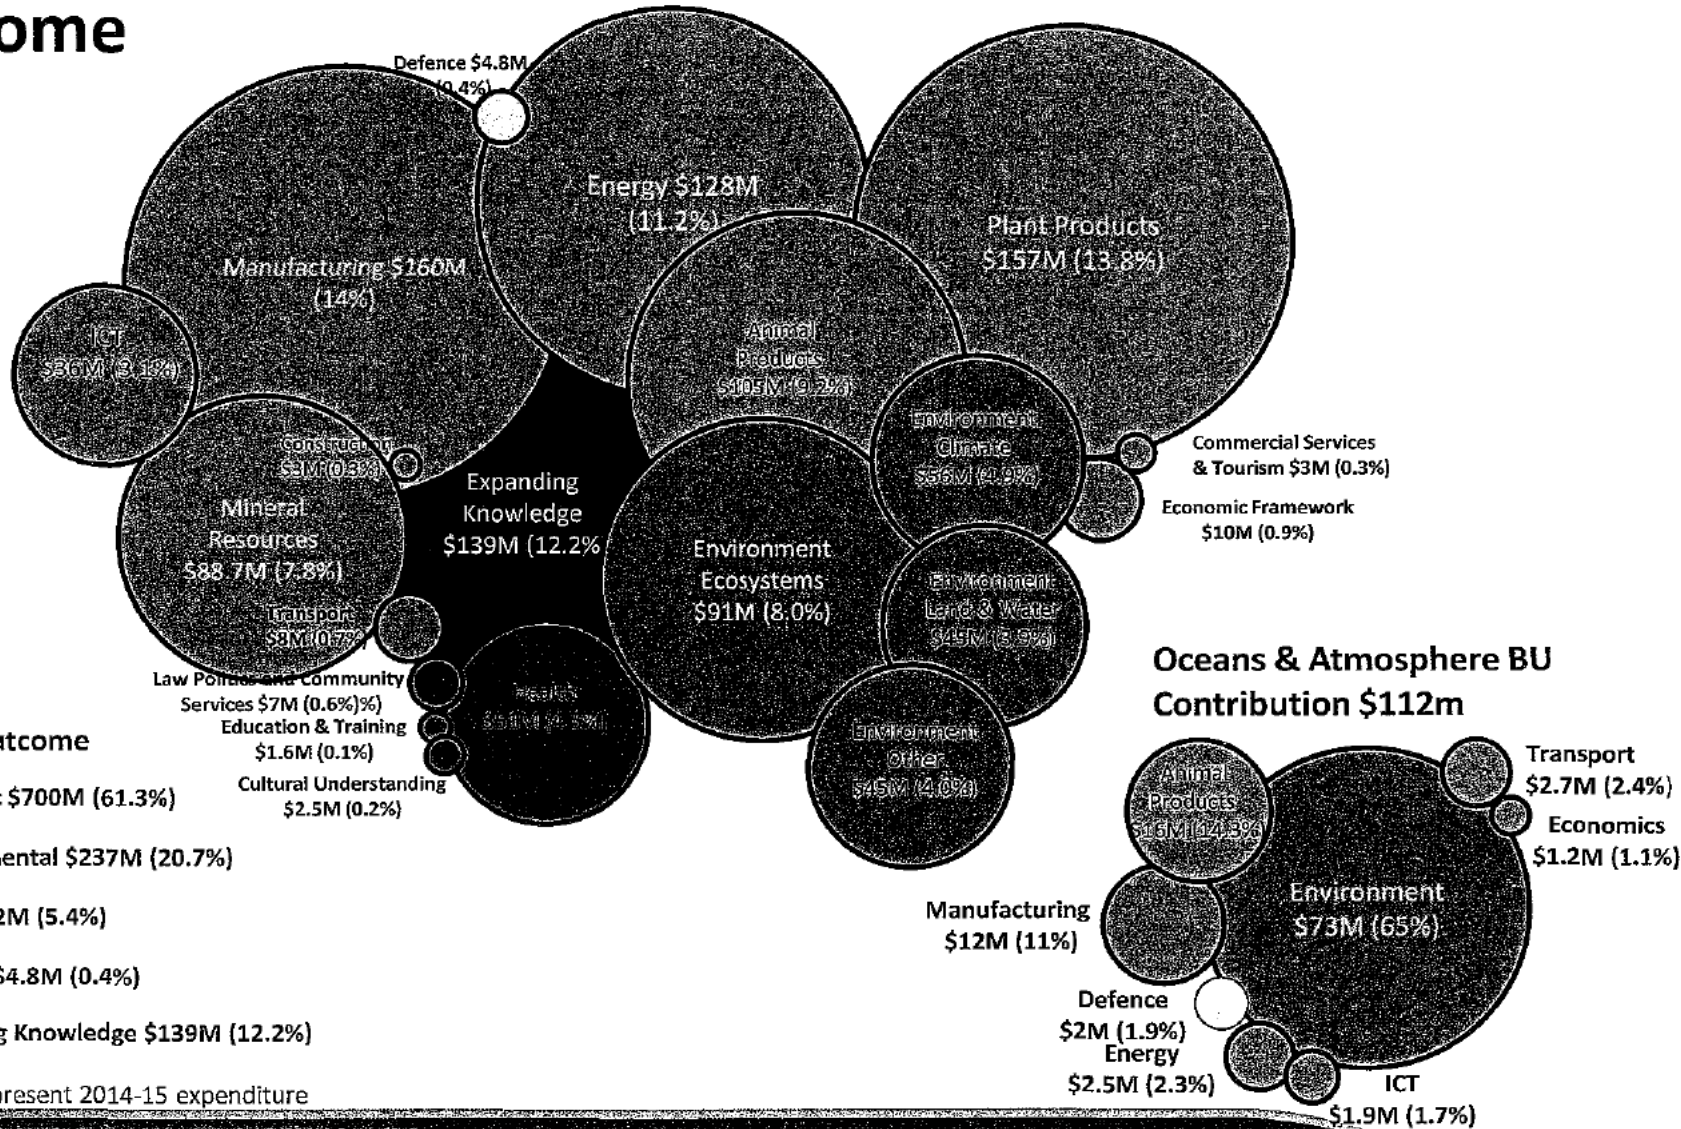 ome
Defence $4.8M
(0.4%)
Energy $128M
(11.2%)
Plant Products
$157M (13.8%)
Manufacturing $160M
(14%)
ICT
$36M (3.1%)
Animal
Products
$105M (9.2%)
Environment
Climate
$56M (4.9%)
Commercial Services
& Tourism $3M (0.3%)
Economic Framework
$10M (0.9%)
Construction
$3M (0.3%)
Expanding
Knowledge
$139M (12.2%
Mineral
Resources
$88.7M (7.8%)
Environment
Ecosystems
$91M (8.0%)
Environment
Land & Water
$45M (3.9%)
Transport
$8M (0.7%)
Law Politics and Community
Services $7M (0.6%)%)
Education & Training
$1.6M (0.1%)
Cultural Understanding
$2.5M (0.2%)
Health
Environment
Other
$45M (4.0%)
utcome
: $700M (61.3%)
ental $237M (20.7%)
2M (5.4%)
$4.8M (0.4%)
g Knowledge $139M (12.2%)
present 2014-15 expenditure
Oceans & Atmosphere BU
Contribution $112m
Animal
Products
$16M (14.3%)
Transport
$2.7M (2.4%)
Economics
$1.2M (1.1%)
Environment
$73M (65%)
Manufacturing
$12M (11%)
Defence
$2M (1.9%)
Energy
$2.5M (2.3%)
ICT
$1.9M (1.7%)